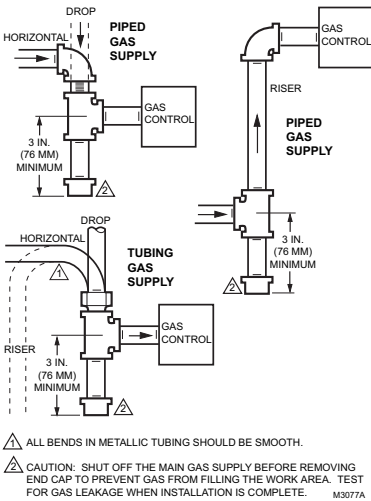 DROP
HORIZONTAL
PIPED
GAS
SUPPLY
GAS
CONTROL
3 IN.
(76 MM)
MINIMUM
2
GAS
CONTROL
RISER
PIPED
GAS
SUPPLY
3 IN.
(76 MM)
MINIMUM
2
DROP
HORIZONTAL
1
TUBING
GAS
SUPPLY
GAS
CONTROL
RISER
3 IN.
(76 MM)
MINIMUM
2
1 ALL BENDS IN METALLIC TUBING SHOULD BE SMOOTH.
2 CAUTION: SHUT OFF THE MAIN GAS SUPPLY BEFORE REMOVING
END CAP TO PREVENT GAS FROM FILLING THE WORK AREA. TEST
FOR GAS LEAKAGE WHEN INSTALLATION IS COMPLETE.
M3077A